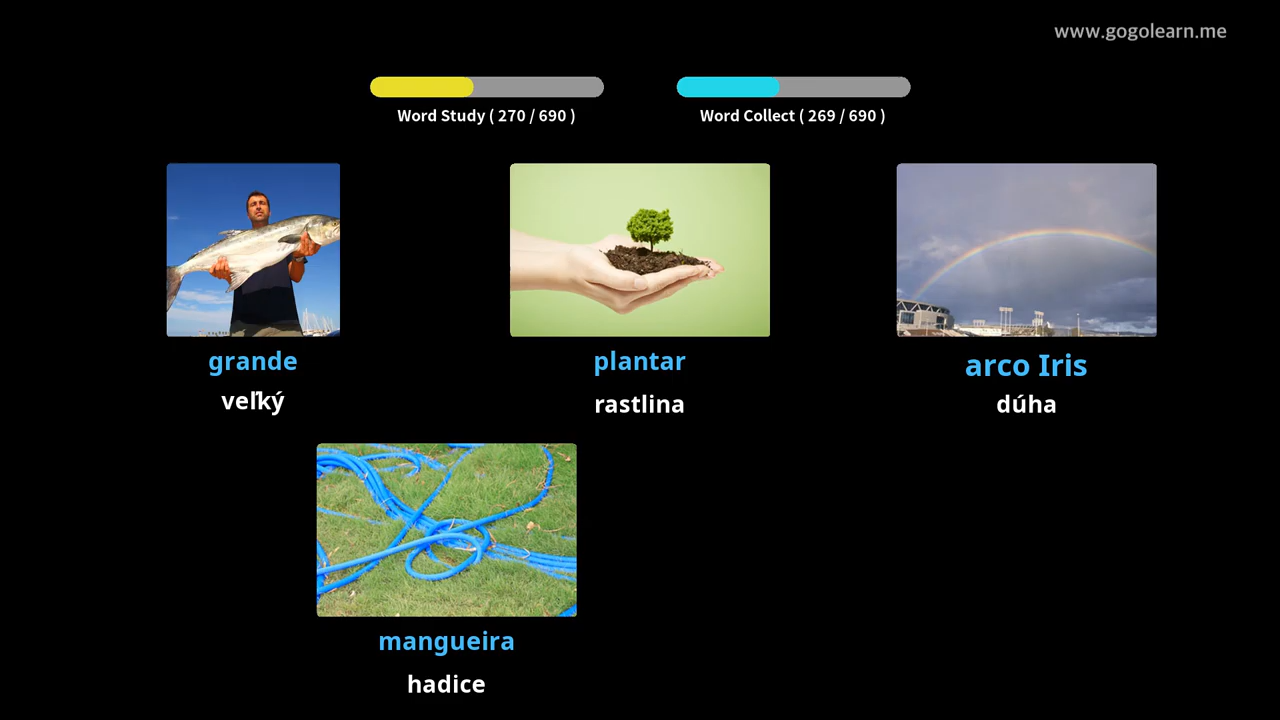 www.gogolearn.me
Word Study ( 270 / 690 )
Word Collect ( 269 / 690 )
grande
veľký
plantar
rastlina
arco Iris
dúha
mangueira
hadice